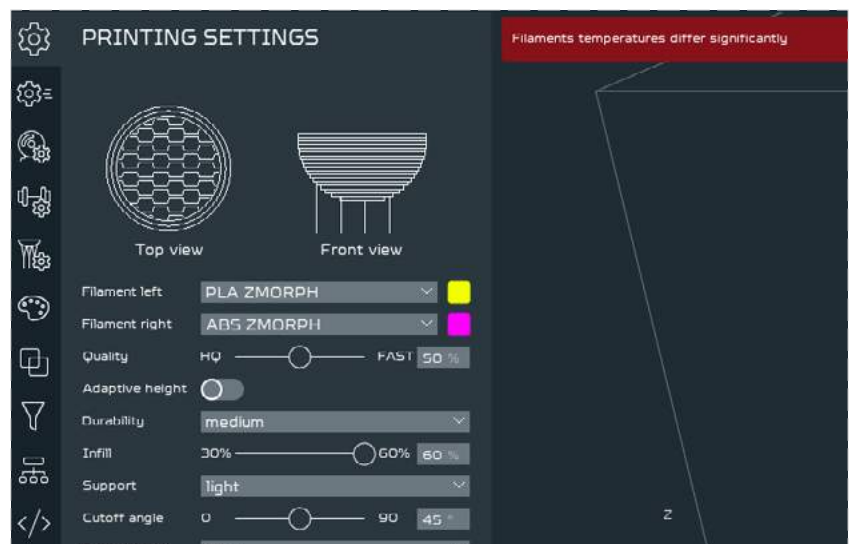 PRINTING SETTINGS
Filaments temperatures differ significantly
Top view Front view
Filament left PLA ZMORPH
Filament right ABS ZMORPH
Quality HQ FAST 50 %
Adaptive height
Durability medium
Infill 30% 60% 60 %
Support light
Cutoff angle 0 90 45 °
Z